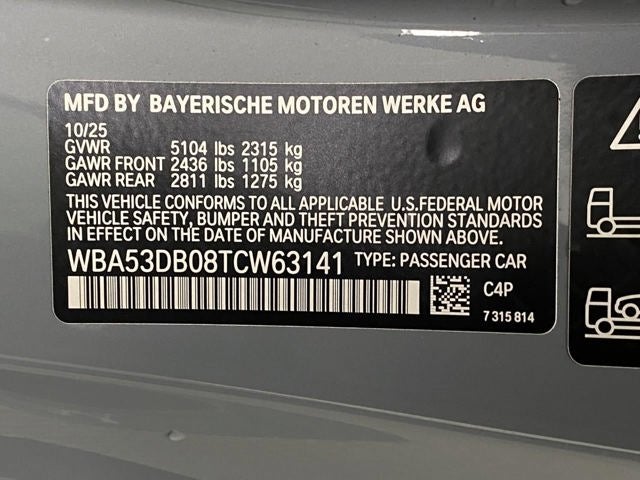 MFD BY BAYERISCHE MOTOREN WERKE AG
10/25
GVWR 5104 lbs 2315 kg
GAWR FRONT 2436 lbs 1105 kg
GAWR REAR 2811 lbs 1275 kg
THIS VEHICLE CONFORMS TO ALL APPLICABLE U.S.FEDERAL MOTOR
VEHICLE SAFETY, BUMPER AND THEFT PREVENTION STANDARDS
IN EFFECT ON THE DATE OF MANUFACTURE SHOWN ABOVE.
WBA53DB08TCW63141 TYPE: PASSENGER CAR
C4P
7 315 814